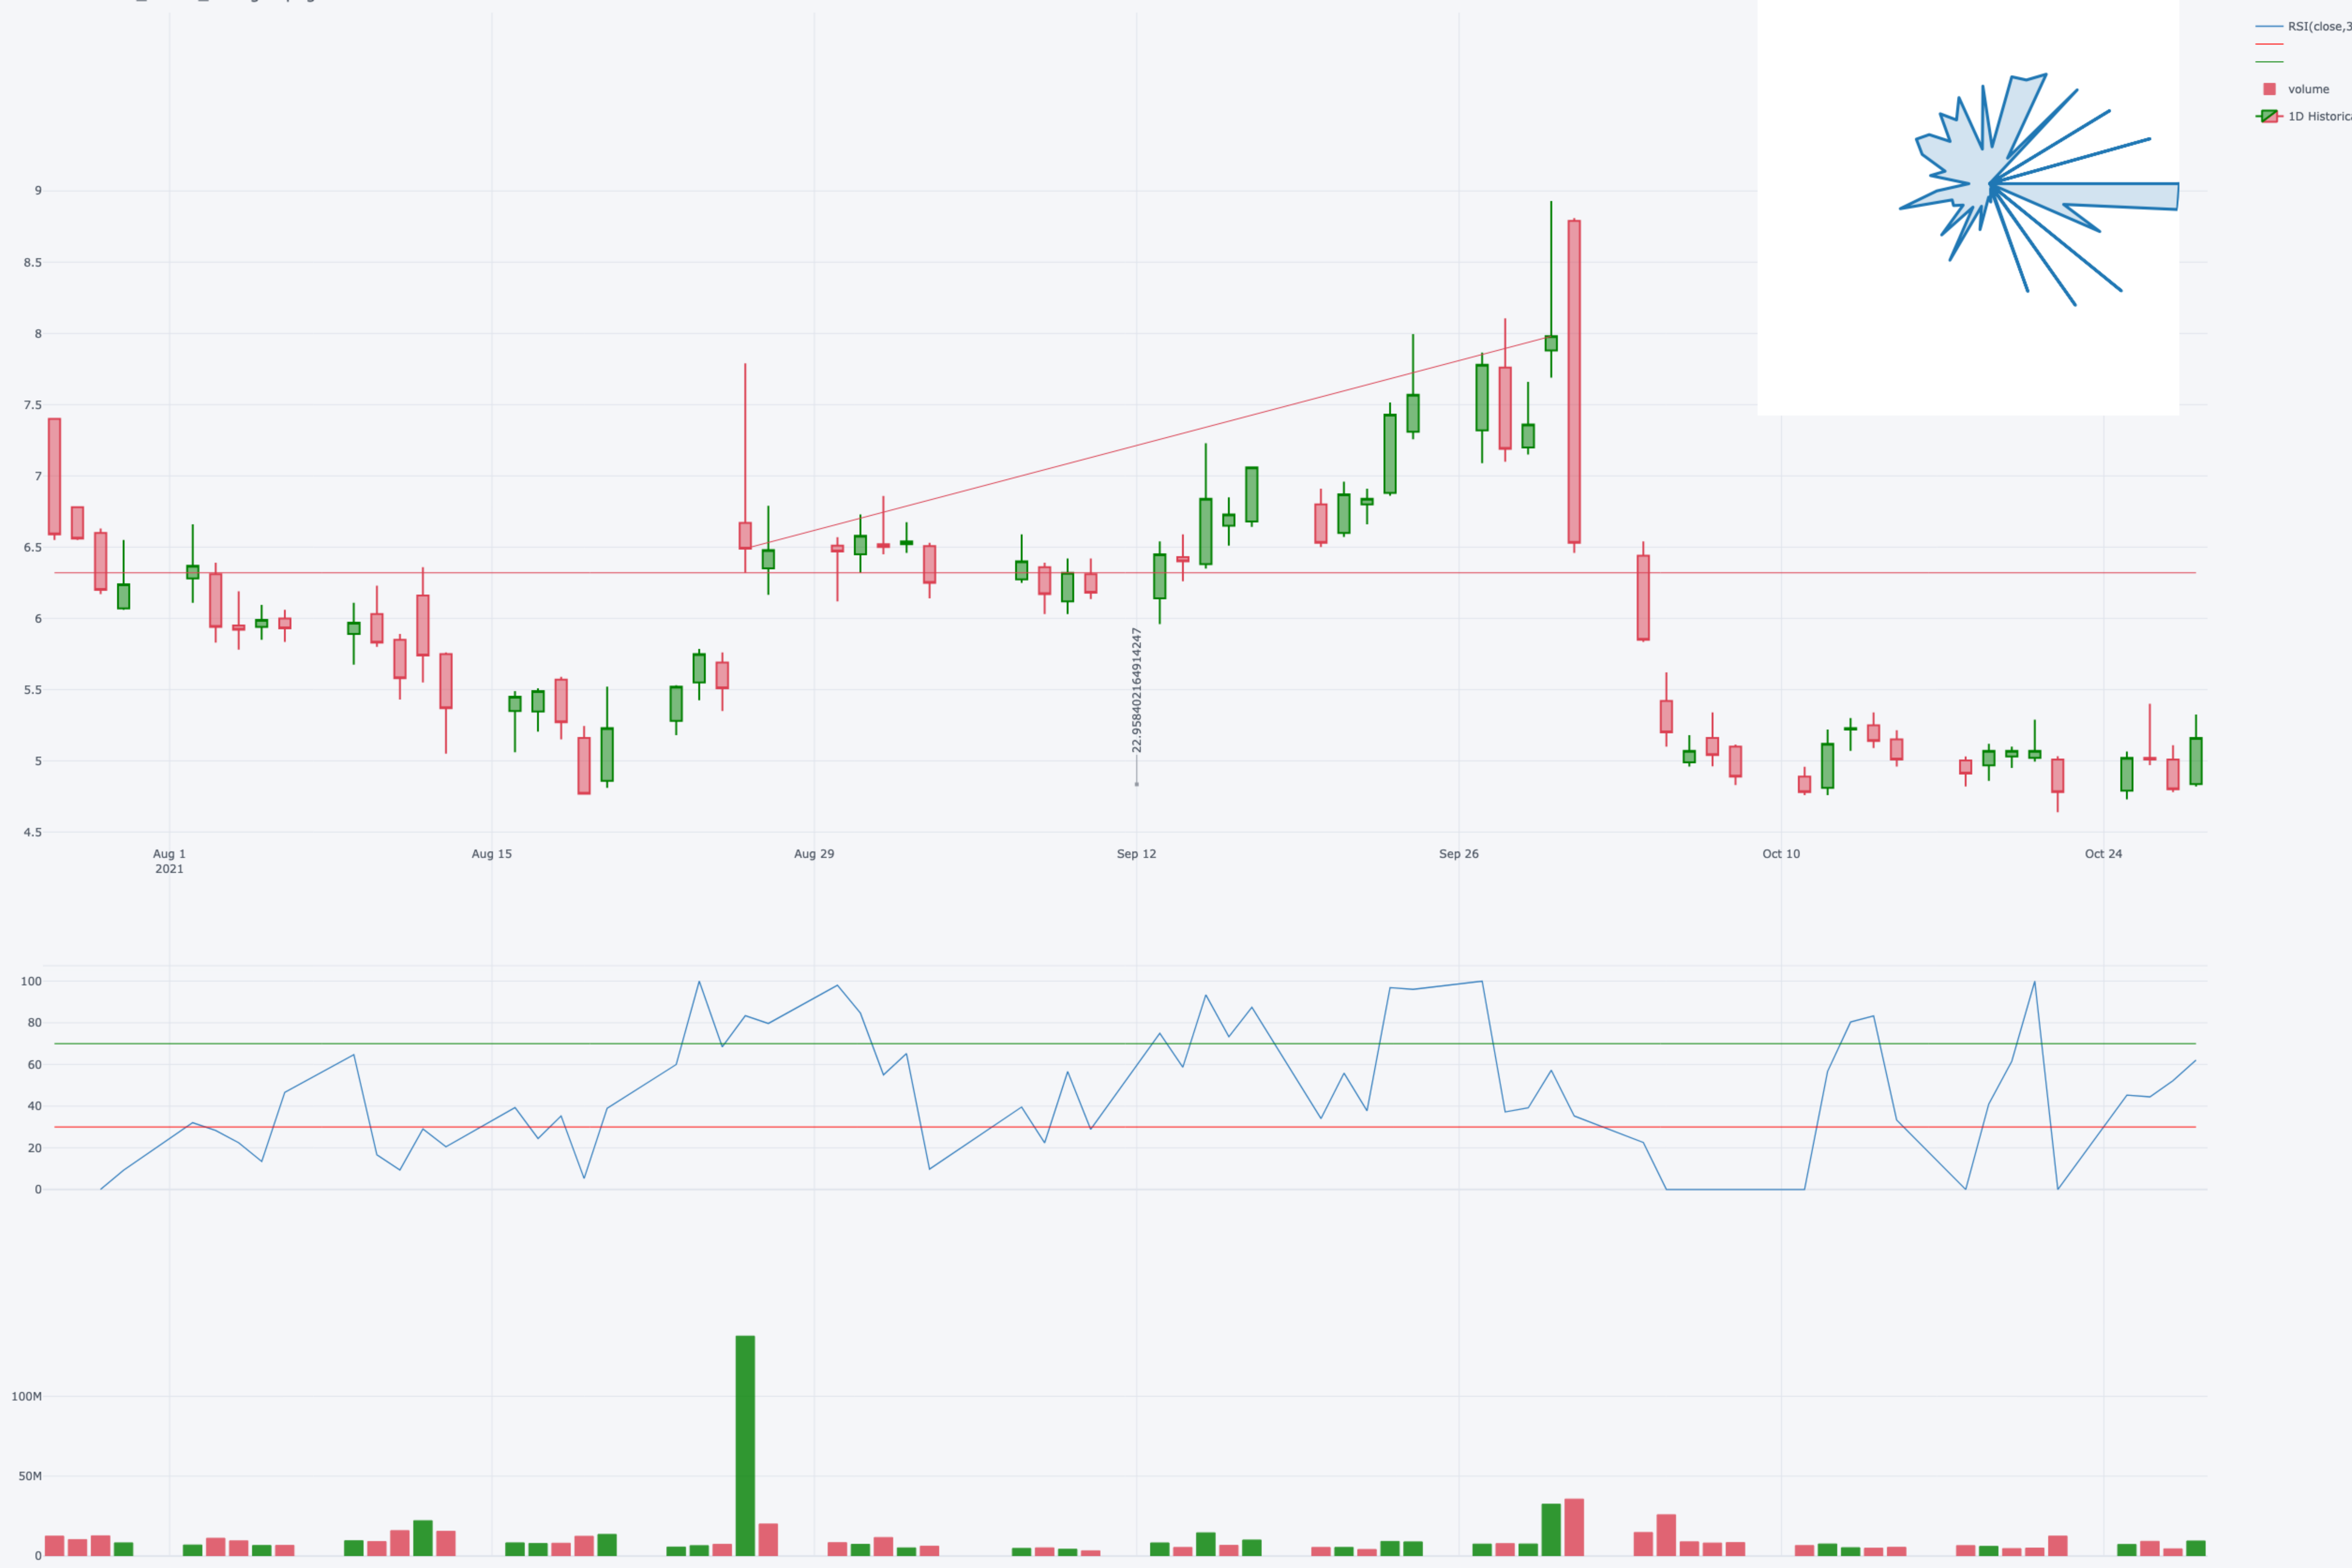 RSI(close,3
volume
1D Historica
9
8.5
8
7.5
7
6.5
6
5.5
5
4.5
22.958402164914247
Aug 1
2021
Aug 15
Aug 29
Sep 12
Sep 26
Oct 10
Oct 24
100
80
60
40
20
0
100M
50M
0